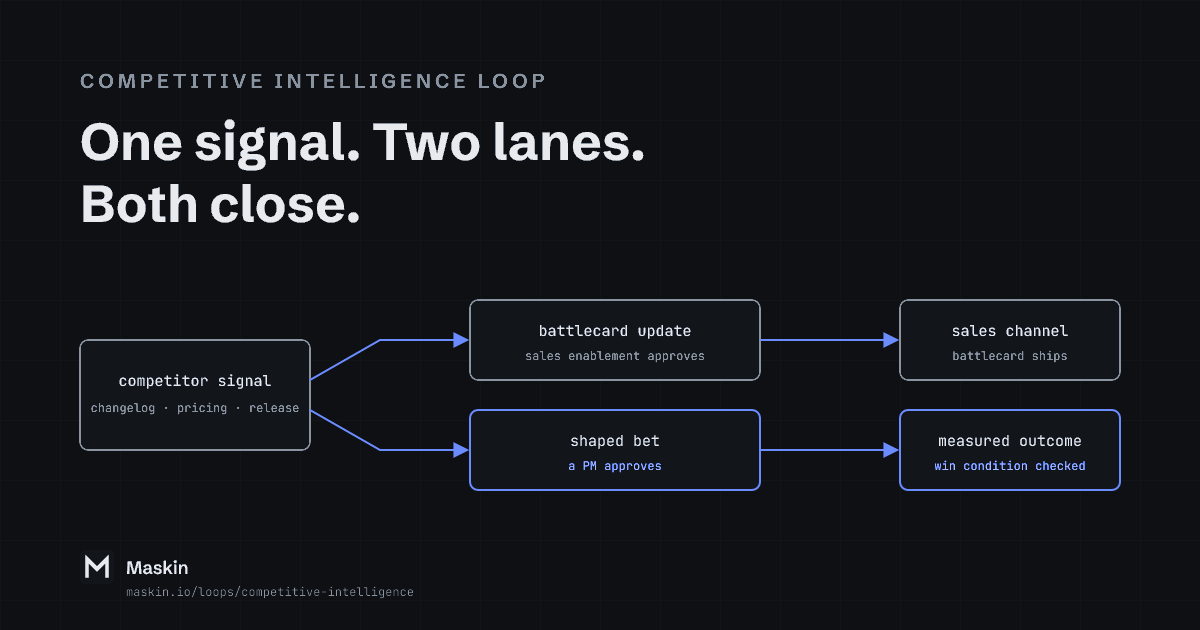 COMPETITIVE INTELLIGENCE LOOP
One signal. Two lanes.
Both close.
competitor signal
changelog · pricing · release
battlecard update
sales enablement approves
sales channel
battlecard ships
shaped bet
a PM approves
measured outcome
win condition checked
Maskin
maskin.io/loops/competitive-intelligence